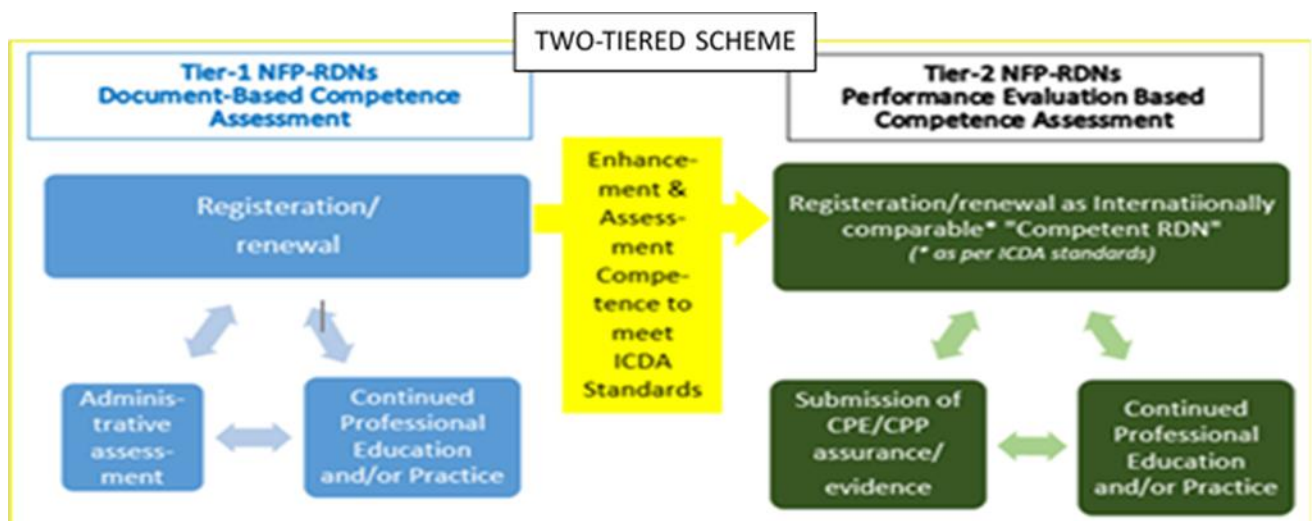 TWO-TIERED SCHEME
Tier-1 NFP-RDNs
Document-Based Competence
Assessment
Registeration/
renewal
Adminis-
trative
assess-
ment
Continued
Professional
Education
and/or Practice
Enhance-
ment &
Assess-
ment
Compe-
tence to
meet
ICDA
Standards
Tier-2 NFP-RDNs
Performance Evaluation Based
Competence Assessment
Registeration/renewal as Internatiionally
comparable* "Competent RDN"
(* as per ICDA standards)
Submission of
CPE/CPP
assurance/
evidence
Continued
Professional
Education
and/or Practice